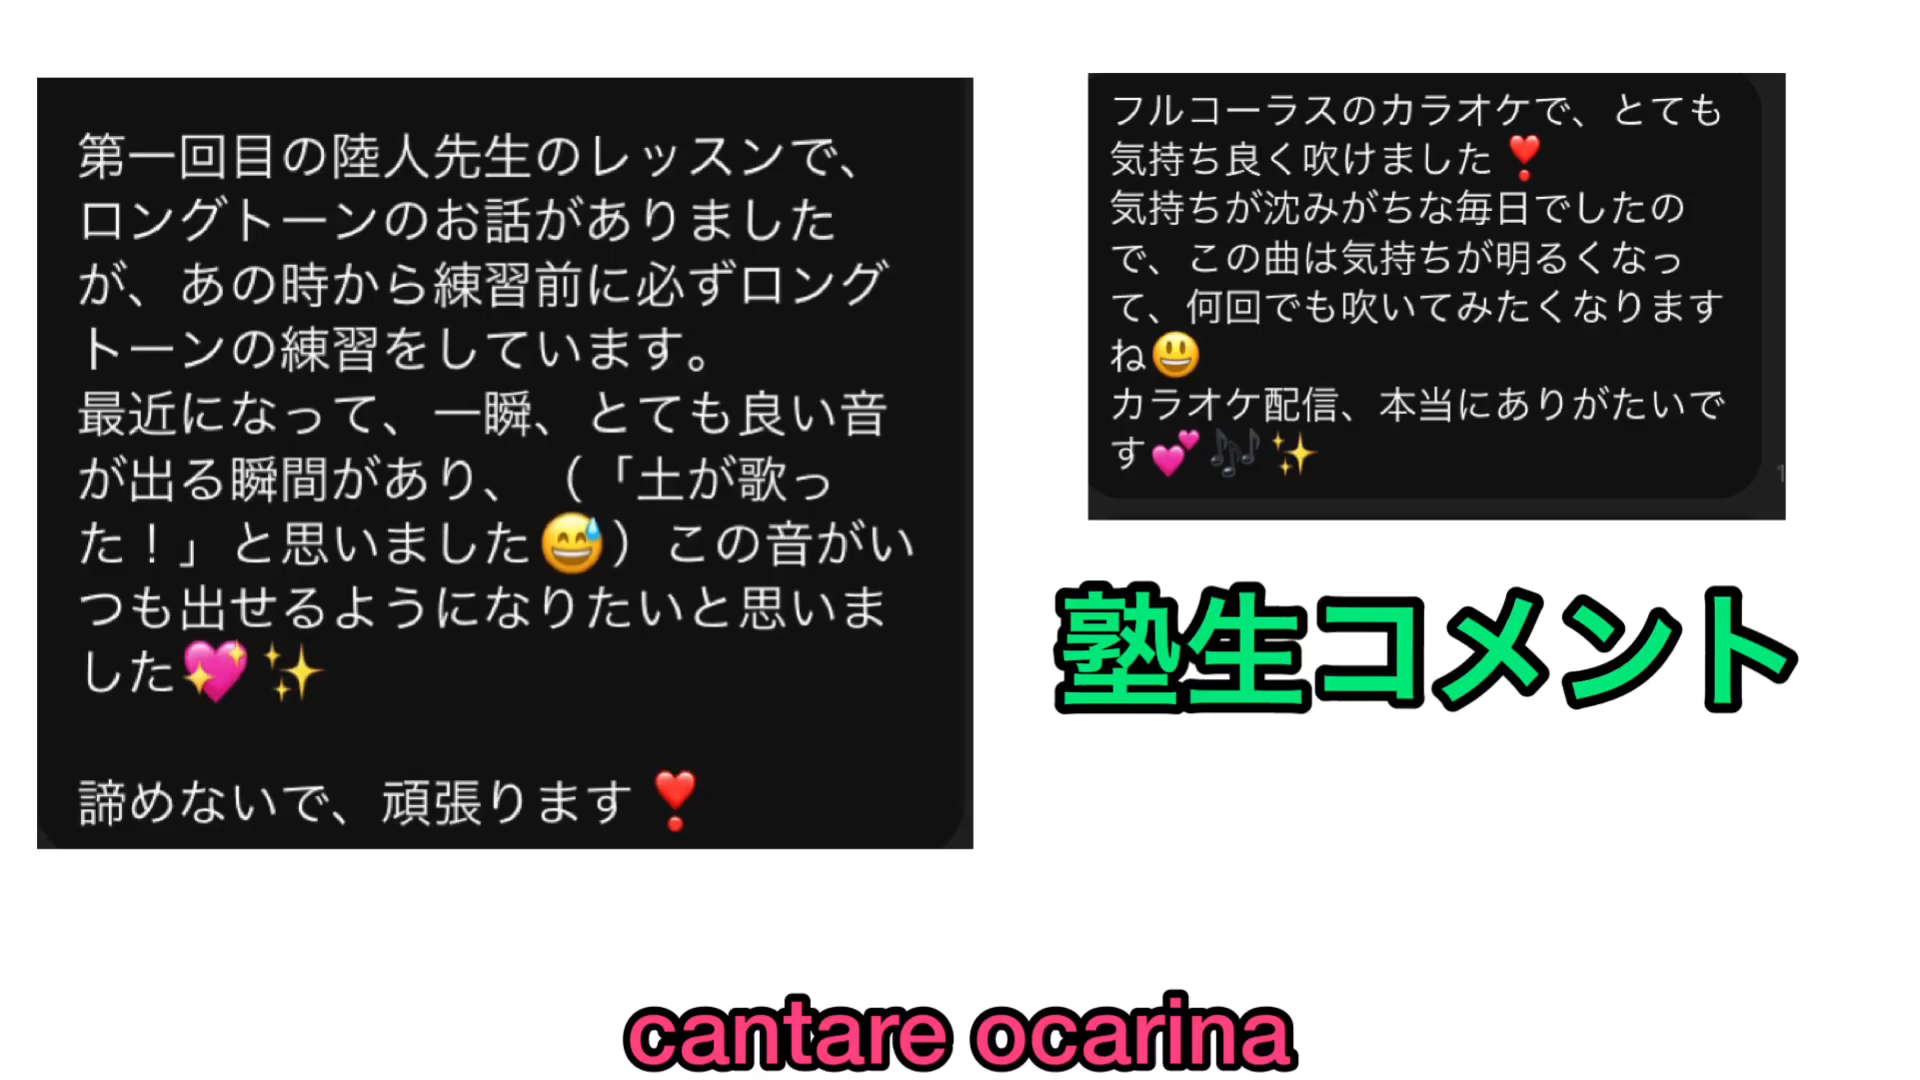 第一回目の陸人先生のレッスンで、
ロングトーンのお話がありました
が、あの時から練習前に必ずロング
トーンの練習をしています。
最近になって、一瞬、とても良い音
が出る瞬間があり、（「土が歌っ
た！」と思いました😅）この音がい
つも出せるようになりたいと思いま
した💖✨
諦めないで、頑張ります❣️
フルコーラスのカラオケで、とても
気持ち良く吹けました❣️
気持ちが沈みがちな毎日でしたの
で、この曲は気持ちが明るくなっ
て、何回でも吹いてみたくなります
ね😃
カラオケ配信、本当にありがたいで
す💕🎶✨
塾生コメント
cantare ocarina